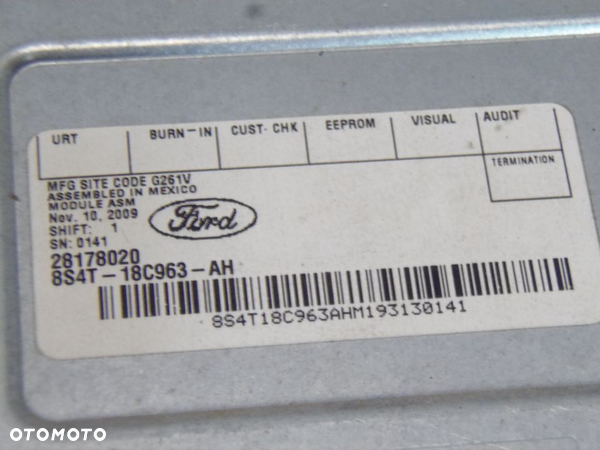 URT BURN-IN CUST- CHK EEPROM VISUAL AUDIT
TERMINATION
MFG SITE CODE G261V
ASSEMBLED IN MEXICO
MODULE ASM
Nov. 10, 2009
SHIFT: 1
SN: 0141
Ford
28178020
8S4T-18C963-AH
8S4T18C963AHM193130141
OTOMOTO